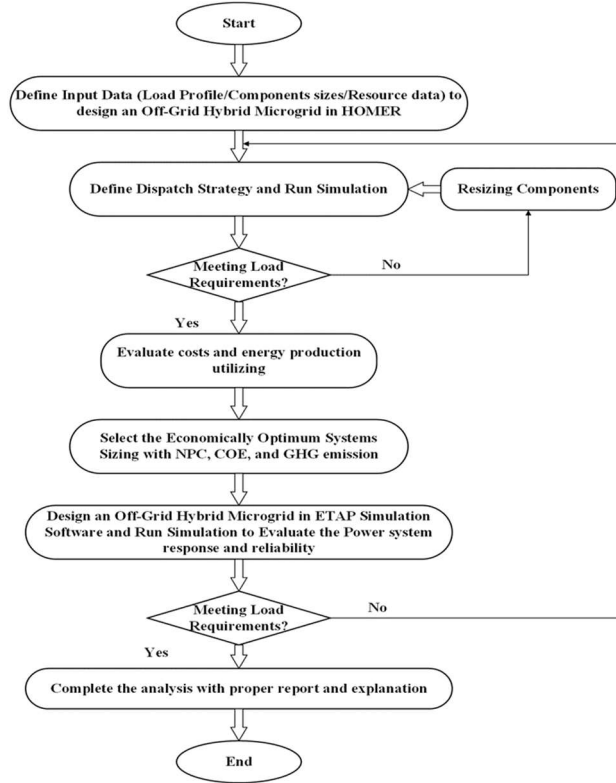 Start
Define Input Data (Load Profile/Components sizes/Resource data) to
design an Off-Grid Hybrid Microgrid in HOMER
Define Dispatch Strategy and Run Simulation
Resizing Components
Meeting Load
Requirements?
No
Yes
Evaluate costs and energy production
utilizing
Select the Economically Optimum Systems
Sizing with NPC, COE, and GHG emission
Design an Off-Grid Hybrid Microgrid in ETAP Simulation
Software and Run Simulation to Evaluate the Power system
response and reliability
Meeting Load
Requirements?
No
Yes
Complete the analysis with proper report and explanation
End